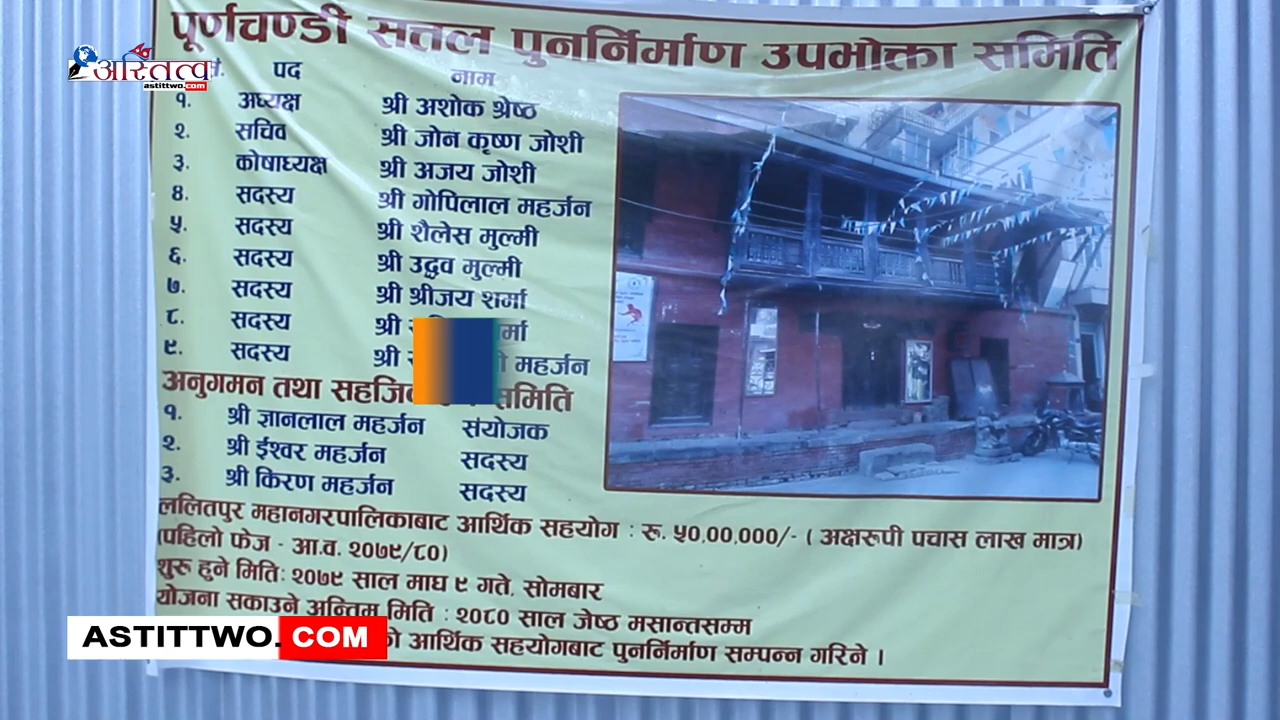 पूर्णचण्डी सतल पुनर्निर्माण उपभोक्ता समिति
अस्तित्व
astittwo.com
पद नाम
१. अध्यक्ष श्री अशोक श्रेष्ठ
२. सचिव श्री जोन कृष्ण जोशी
३. कोषाध्यक्ष श्री अजय जोशी
४. सदस्य श्री गोपिलाल महर्जन
५. सदस्य श्री शैलेस मुल्मी
६. सदस्य श्री उद्धव मुल्मी
७. सदस्य श्री श्रीजय शर्मा
८. सदस्य श्री
९. सदस्य श्री महर्जन
अनुगमन तथा समिति
१. श्री ज्ञानलाल महर्जन संयोजक
२. श्री ईश्वर महर्जन सदस्य
३. श्री किरण महर्जन सदस्य
ललितपुर महानगरपालिकाबाट आर्थिक सहयोग : रु. ५०,००,०००/- ( अक्षरुपी पचास लाख मात्र)
(पहिलो फेज - आ.व. २०७९/८०)
शुरु हुने मिति: २०७९ साल माघ ९ गते, सोमबार
योजना सकाउने अन्तिम मिति : २०८० साल जेष्ठ मसान्तसम्म
को आर्थिक सहयोगबाट पुनर्निर्माण सम्पन्न गरिने ।
ASTITTWO.COM